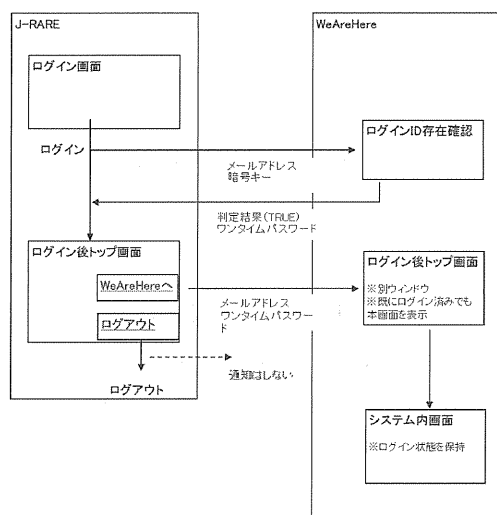 J-RARE
WeAreHere
ログイン画面
ログイン
メールアドレス
暗号キー
ログインID存在確認
判定結果(TRUE)
ワンタイムパスワード
ログイン後トップ画面
WeAreHereへ
ログアウト
メールアドレス
ワンタイムパスワー
ド
ログイン後トップ画面
※別ウィンドウ
※既にログイン済みでも
本画面を表示
通知はしない
ログアウト
システム内画面
※ログイン状態を保持